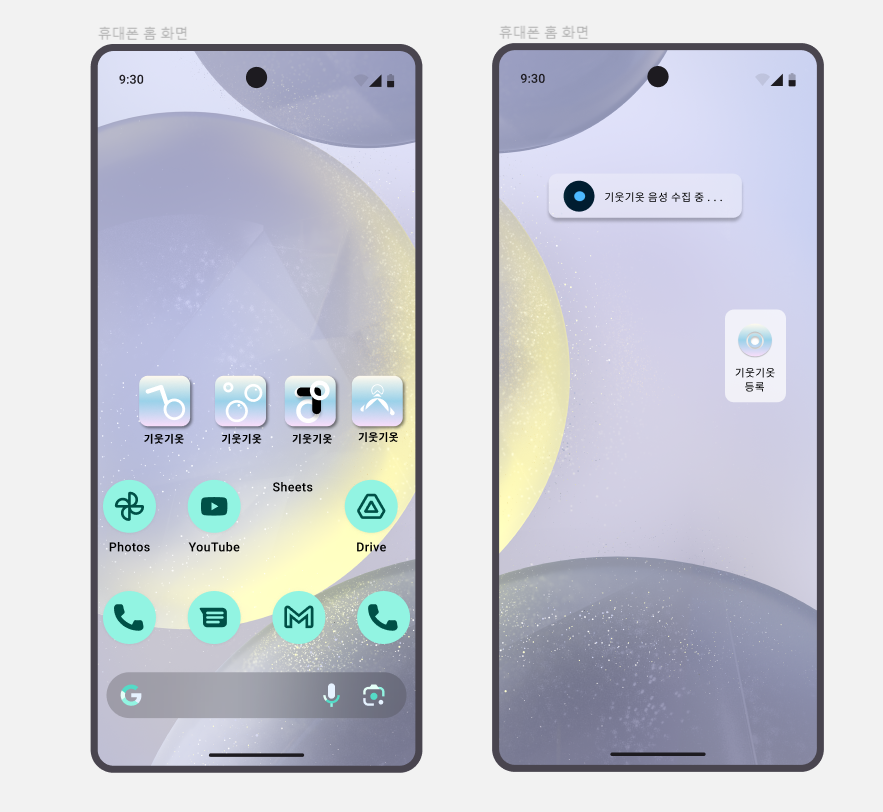 휴대폰 홈 화면
9:30
기웃기웃
기웃기웃
기웃기웃
기웃기웃
Sheets
Photos
YouTube
Drive
휴대폰 홈 화면
9:30
기웃기웃 음성 수집 중 . . .
기웃기웃
등록